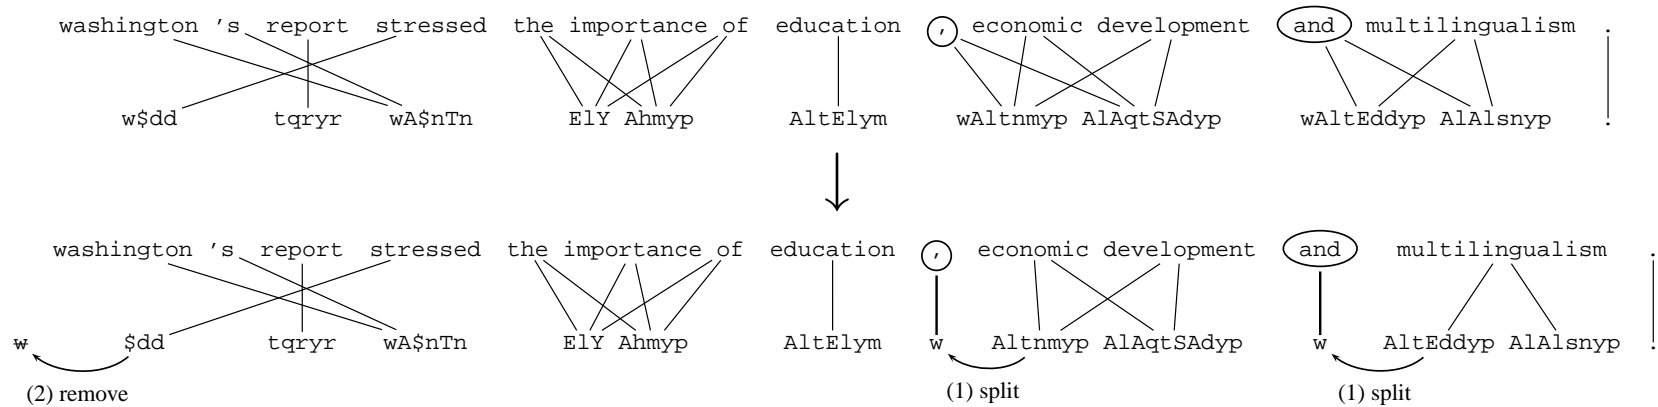 washington 's report stressed the importance of education , economic development and multilingualism .
w$dd tqryr wA$nTn ElY Ahmyp AltElym wAltnmyp AlAqtSAdyp wAltEddyp AlAlsnyp .
washington 's report stressed the importance of education , economic development and multilingualism .
w $dd tqryr wA$nTn ElY Ahmyp AltElym w Altnmyp AlAqtSAdyp w AltEddyp AlAlsnyp .
(2) remove (1) split (1) split